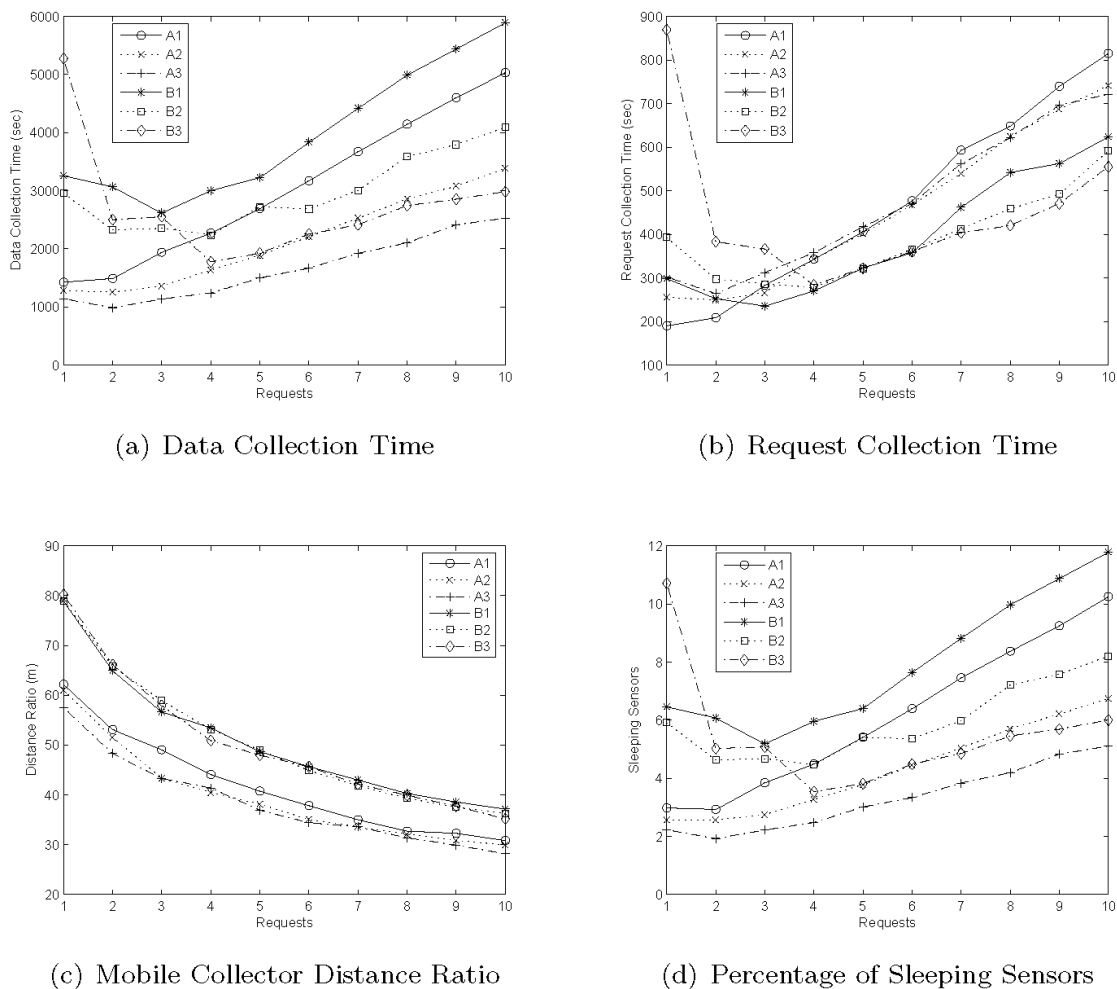 6000
5000
4000
3000
2000
1000
0
Data Collection Time (sec)
A1
A2
A3
B1
B2
B3
1 2 3 4 5 6 7 8 9 10
Requests
(a) Data Collection Time
900
800
700
600
500
400
300
200
100
Request Collection Time (sec)
A1
A2
A3
B1
B2
B3
1 2 3 4 5 6 7 8 9 10
Requests
(b) Request Collection Time
90
80
70
60
50
40
30
20
Distance Ratio (m)
A1
A2
A3
B1
B2
B3
1 2 3 4 5 6 7 8 9 10
Requests
(c) Mobile Collector Distance Ratio
12
10
8
6
4
2
0
Sleeping Sensors
A1
A2
A3
B1
B2
B3
1 2 3 4 5 6 7 8 9 10
Requests
(d) Percentage of Sleeping Sensors